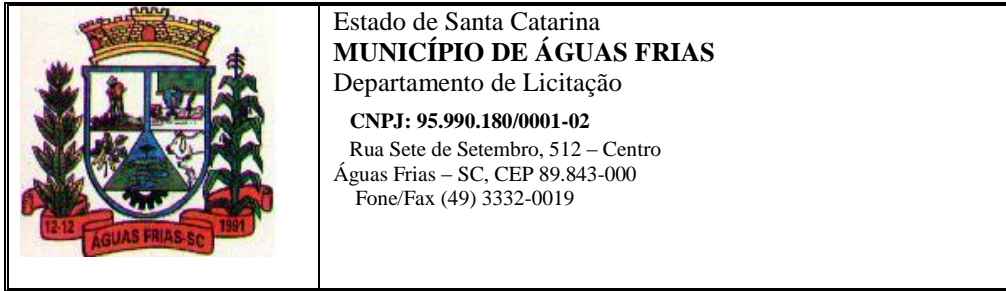 Estado de Santa Catarina
MUNICÍPIO DE ÁGUAS FRIAS
Departamento de Licitação
CNPJ: 95.990.180/0001-02
Rua Sete de Setembro, 512 – Centro
Águas Frias – SC, CEP 89.843-000
Fone/Fax (49) 3332-0019
12-12
ÁGUAS FRIAS-SC
1991